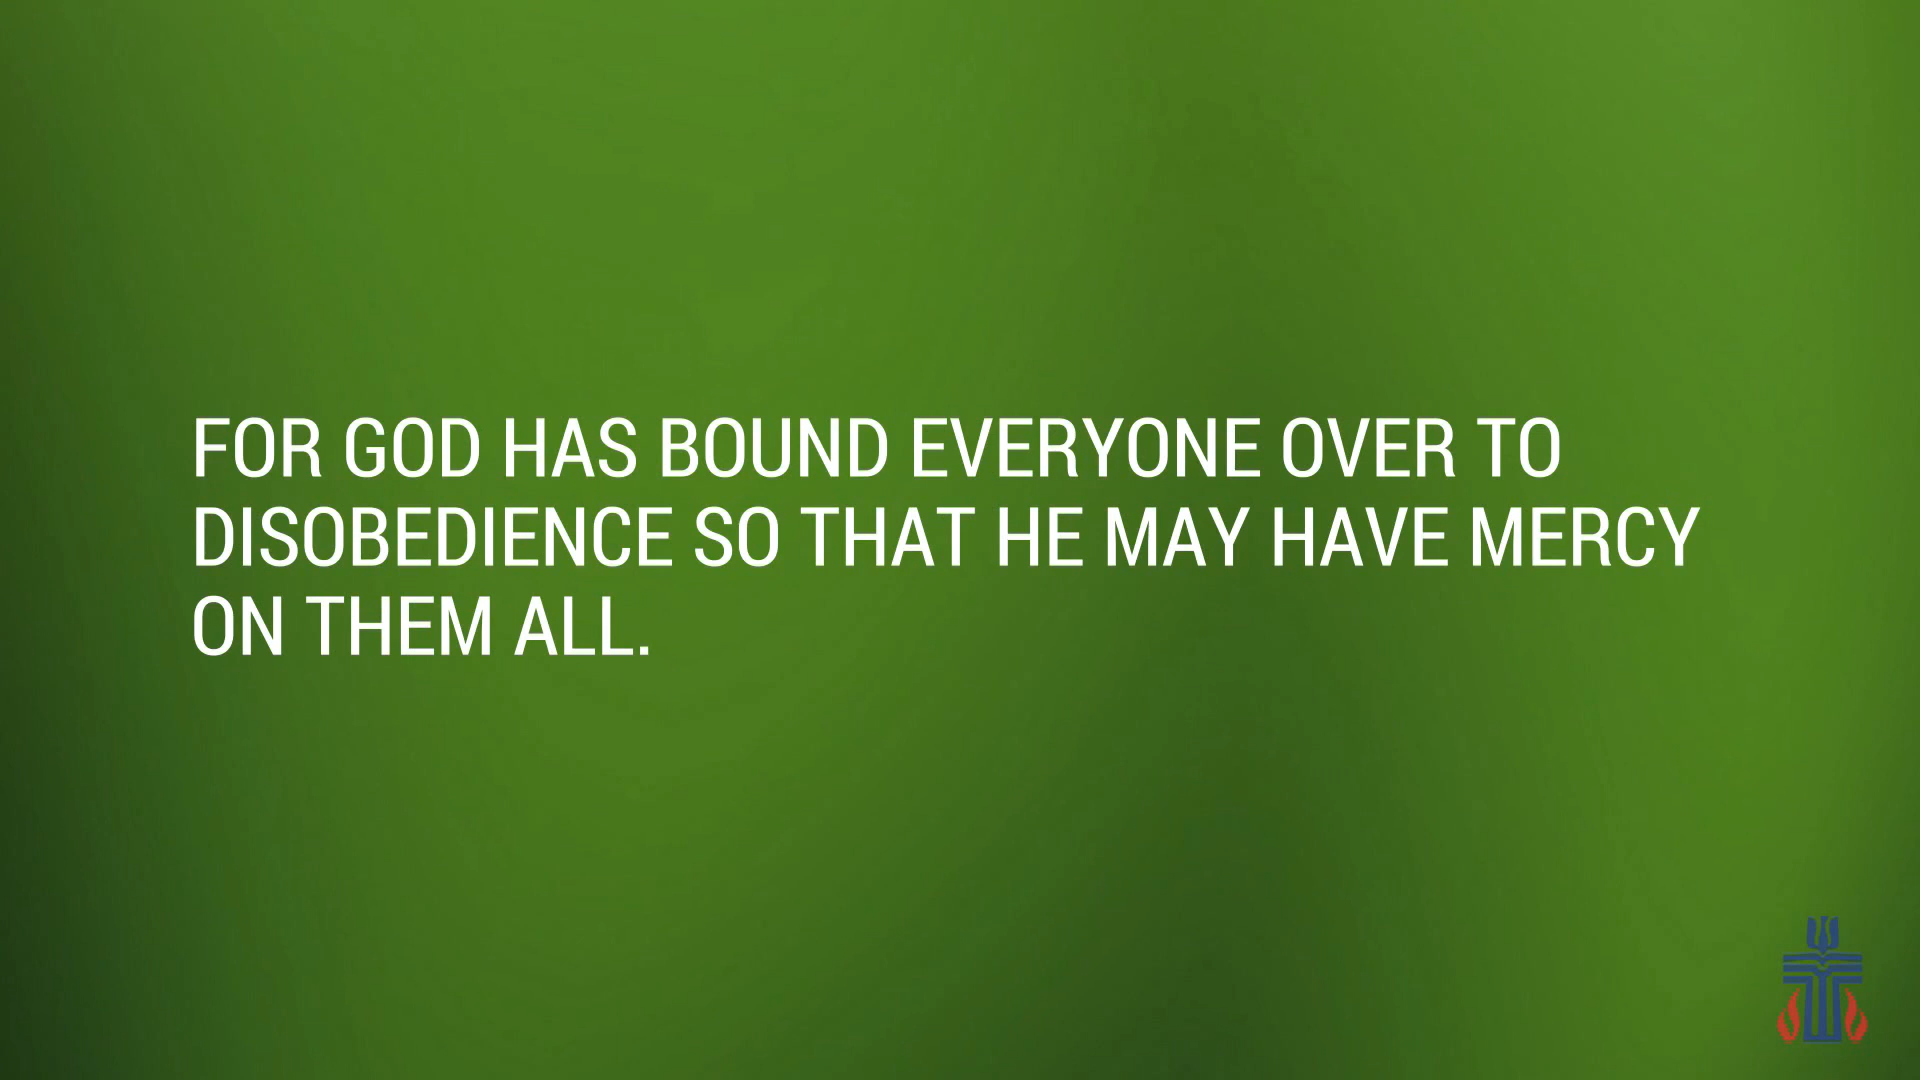 FOR GOD HAS BOUND EVERYONE OVER TO
DISOBEDIENCE SO THAT HE MAY HAVE MERCY
ON THEM ALL.